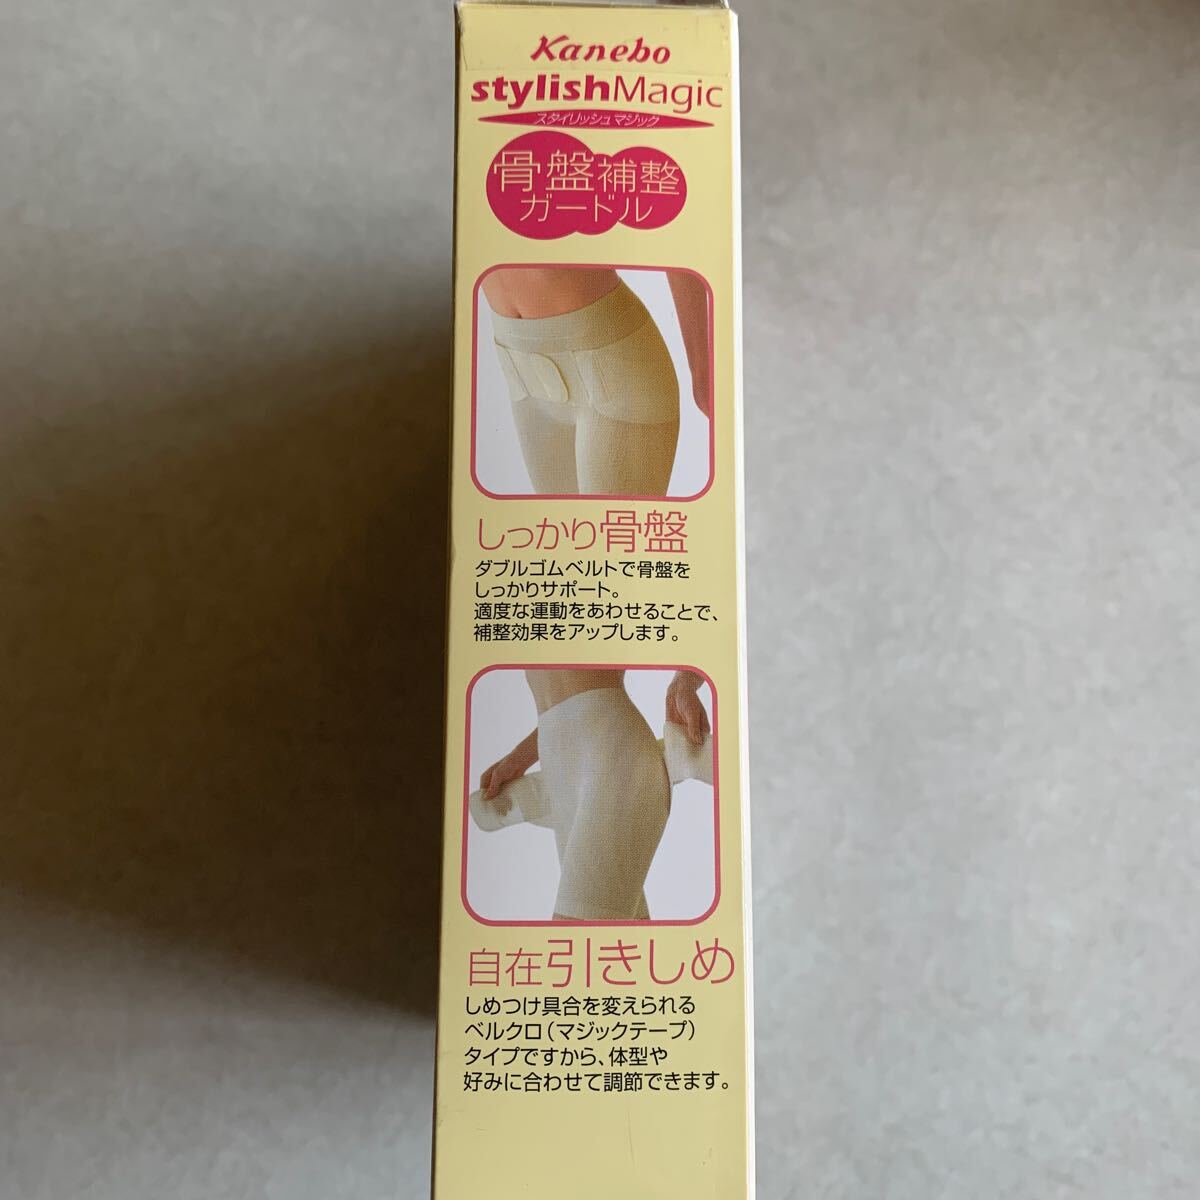 Kanebo
stylishMagic
スタイリッシュマジック
骨盤補整
ガードル
しっかり骨盤
ダブルゴムベルトで骨盤を
しっかりサポート。
適度な運動をあわせることで、
補整効果をアップします。
自在引きしめ
しめつけ具合を変えられる
ベルクロ(マジックテープ)
タイプですから、体型や
好みに合わせて調節できます。